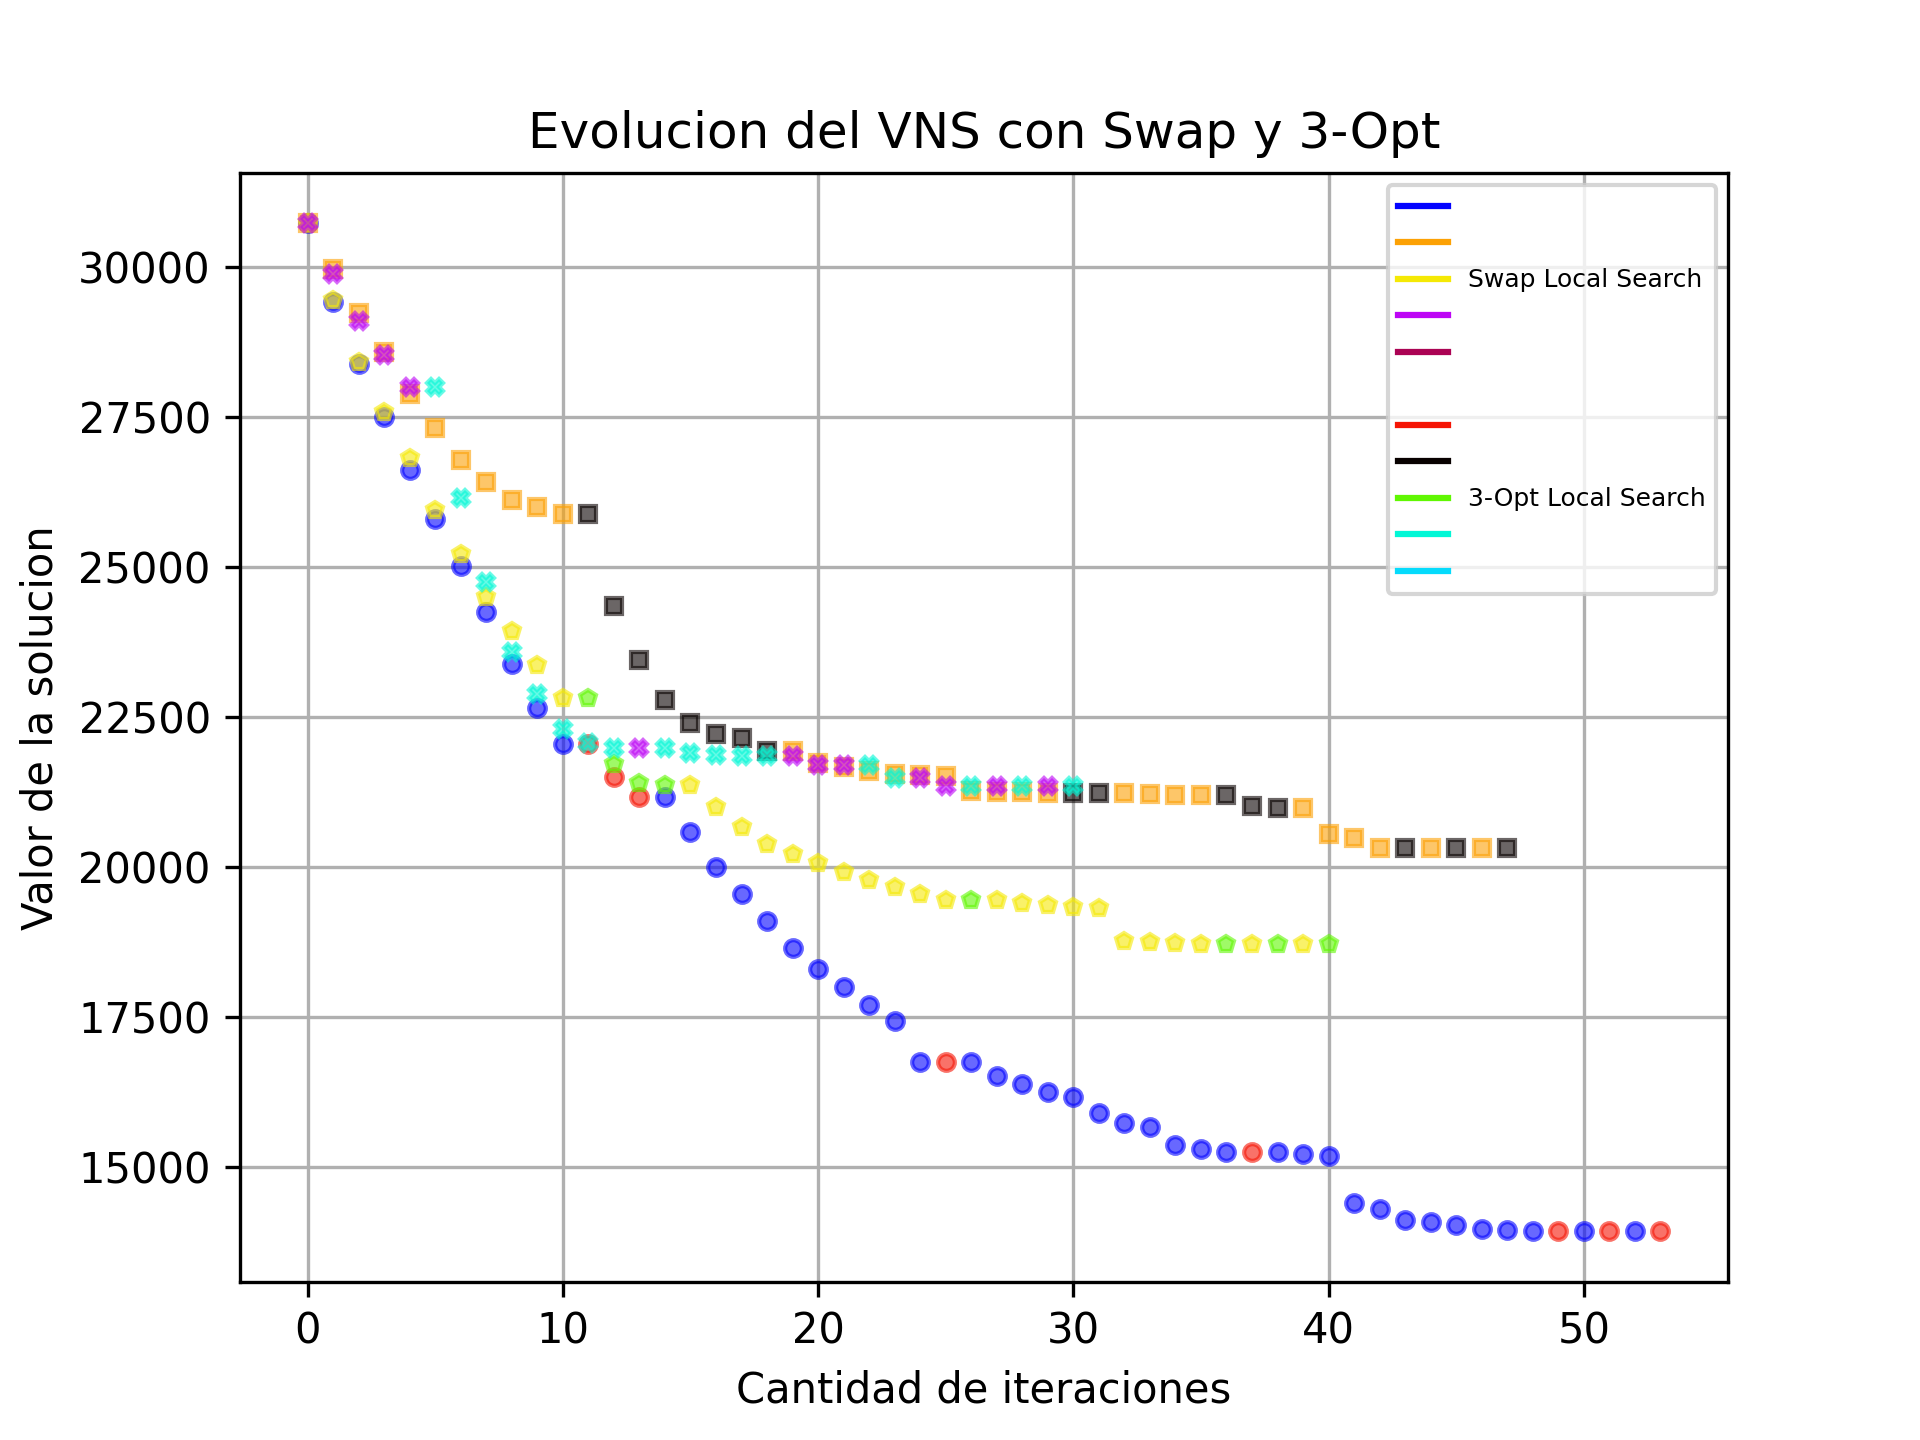 Evolucion del VNS con Swap y 3-Opt
Valor de la solucion
30000
27500
25000
22500
20000
17500
15000
0 10 20 30 40 50
Cantidad de iteraciones
Swap Local Search
3-Opt Local Search